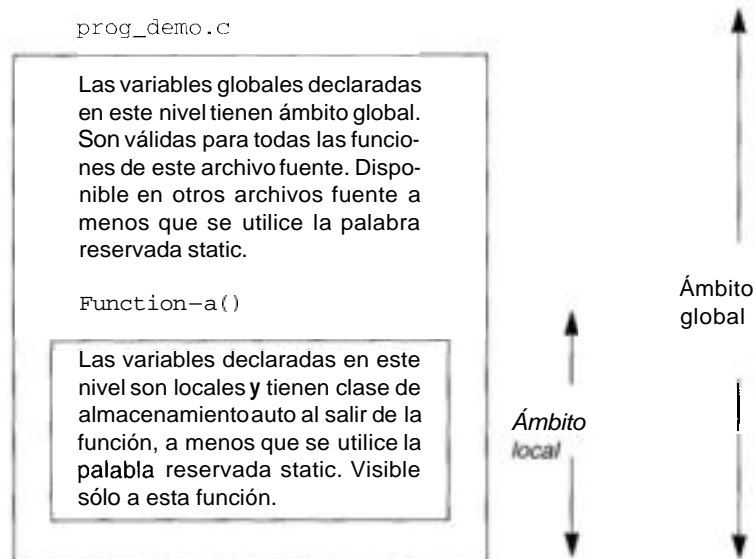 prog_demo.c
Las variables globales declaradas
en este nivel tienen ámbito global.
Son válidas para todas las funcio-
nes de este archivo fuente. Dispo-
nible en otros archivos fuente a
menos que se utilice la palabra
reservada static.
Function-a()
Las variables declaradas en este
nivel son locales y tienen clase de
almacenamiento auto al salir de la
función, a menos que se utilice la
palabla reservada static. Visible
sólo a esta función.
Ámbito
local
Ámbito
global